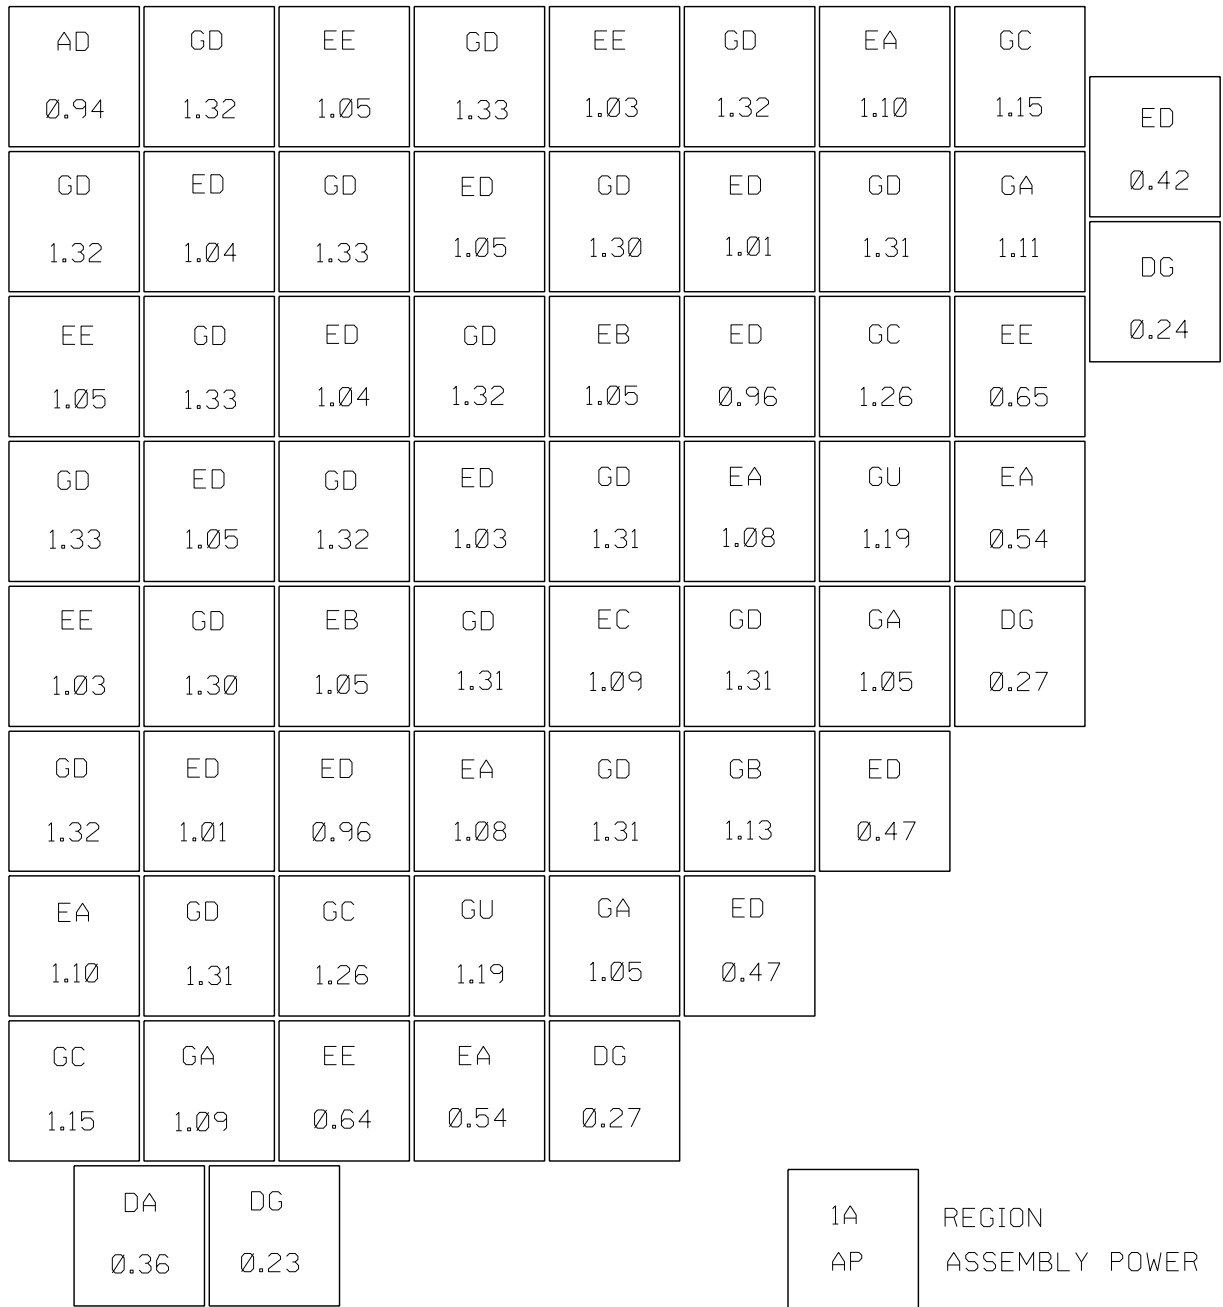 AD GD EE GD EE GD EA GC
0.94 1.32 1.05 1.33 1.03 1.32 1.10 1.15
ED
0.42
GD ED GD ED GD ED GD GA
1.32 1.04 1.33 1.05 1.30 1.01 1.31 1.11
DG
0.24
EE GD ED GD EB ED GC EE
1.05 1.33 1.04 1.32 1.05 0.96 1.26 0.65
GD ED GD ED GD EA GU EA
1.33 1.05 1.32 1.03 1.31 1.08 1.19 0.54
EE GD EB GD EC GD GA DG
1.03 1.30 1.05 1.31 1.09 1.31 1.05 0.27
GD ED ED EA GD GB ED
1.32 1.01 0.96 1.08 1.31 1.13 0.47
EA GD GC GU GA ED
1.10 1.31 1.26 1.19 1.05 0.47
GC GA EE EA DG
1.15 1.09 0.64 0.54 0.27
DA DG
0.36 0.23
1A REGION
AP ASSEMBLY POWER